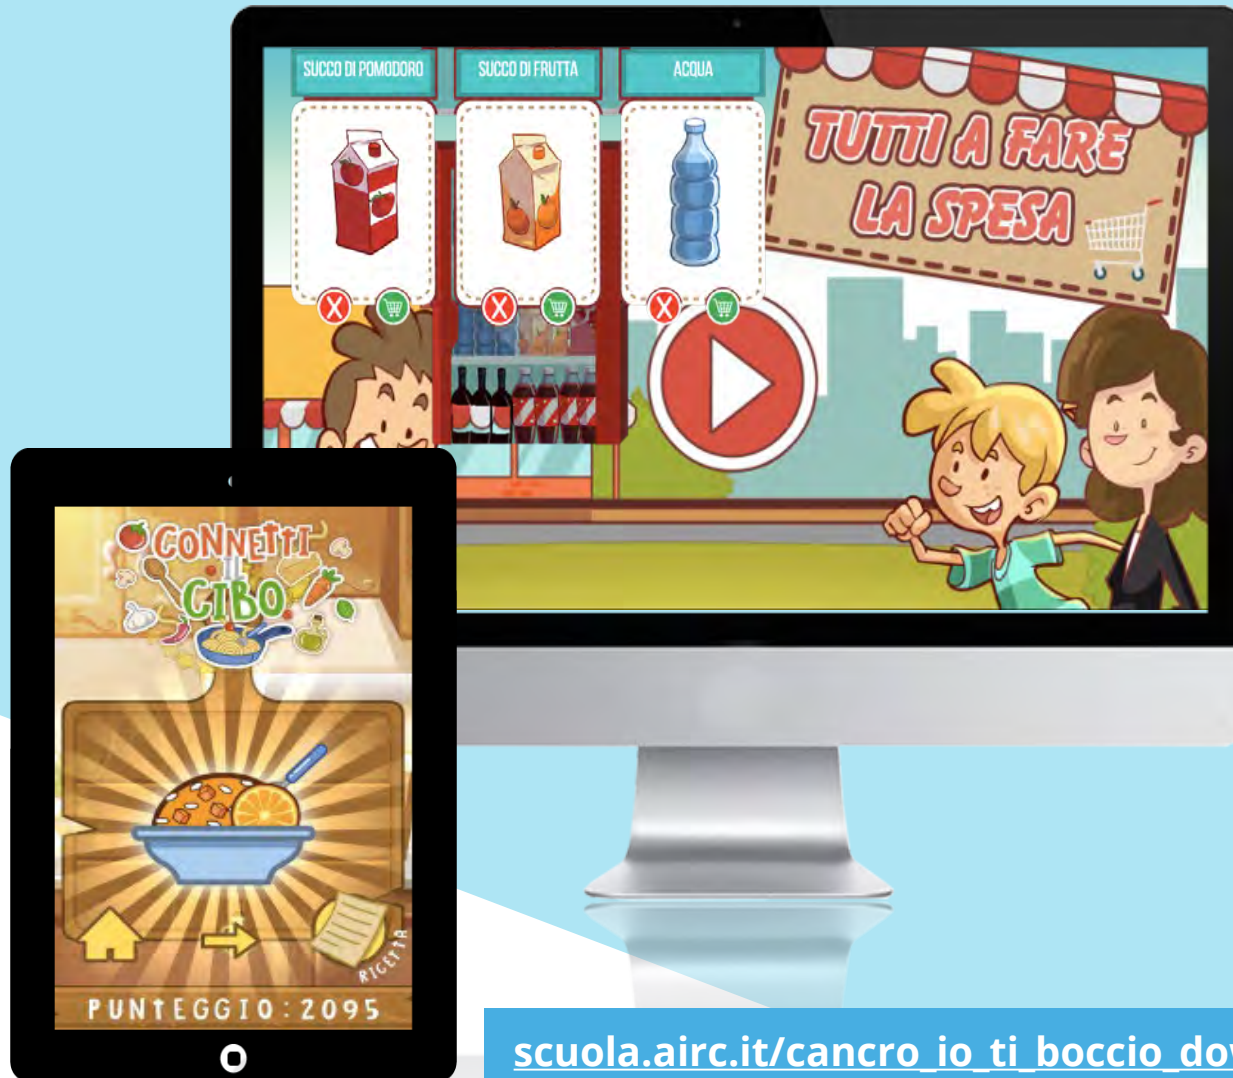 SUCCO DI POMODORO
SUCCO DI FRUTTA
ACQUA
TUTTI A FARE
LA SPESA
X
X
X
CONNETTI
IL
CIBO
RICETTA
PUNTEGGIO: 2095
scuola.airc.it/cancro_io_ti_boccio_do